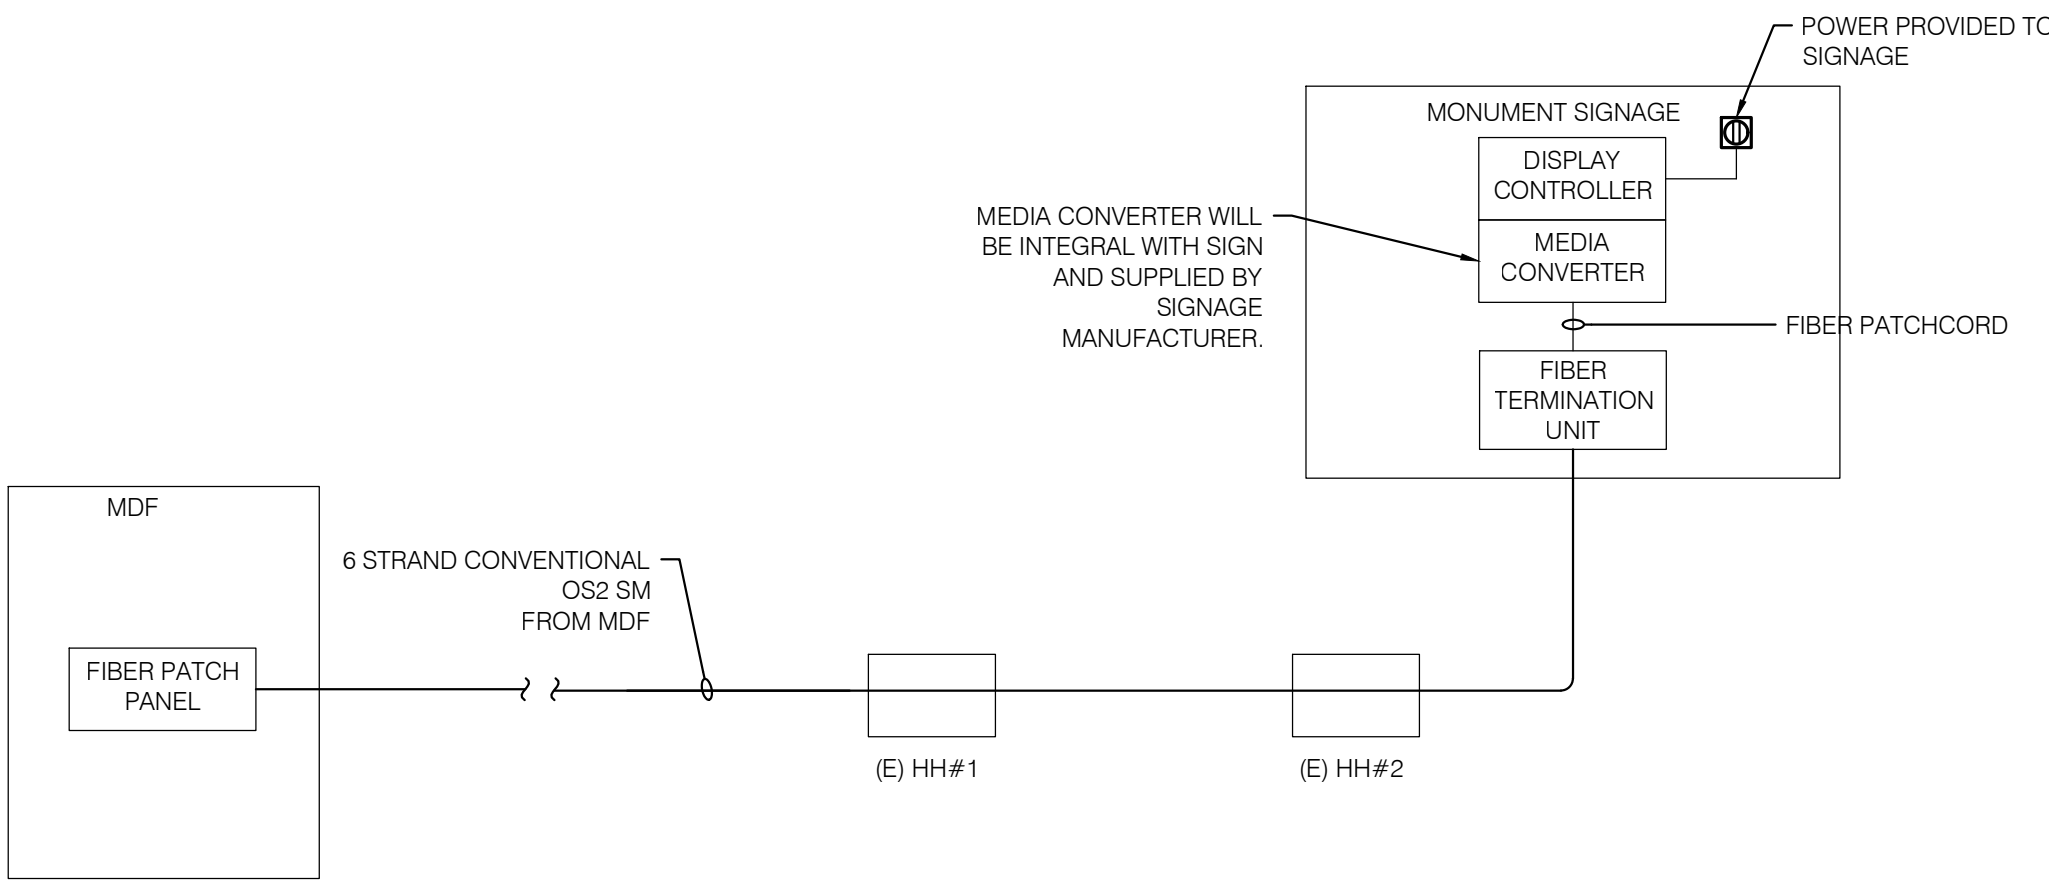 POWER PROVIDED TO
SIGNAGE
MONUMENT SIGNAGE
DISPLAY
CONTROLLER
MEDIA CONVERTER WILL
BE INTEGRAL WITH SIGN
AND SUPPLIED BY
SIGNAGE
MANUFACTURER.
MEDIA
CONVERTER
FIBER PATCHCORD
FIBER
TERMINATION
UNIT
MDF
6 STRAND CONVENTIONAL
OS2 SM
FROM MDF
FIBER PATCH
PANEL
(E) HH#1
(E) HH#2